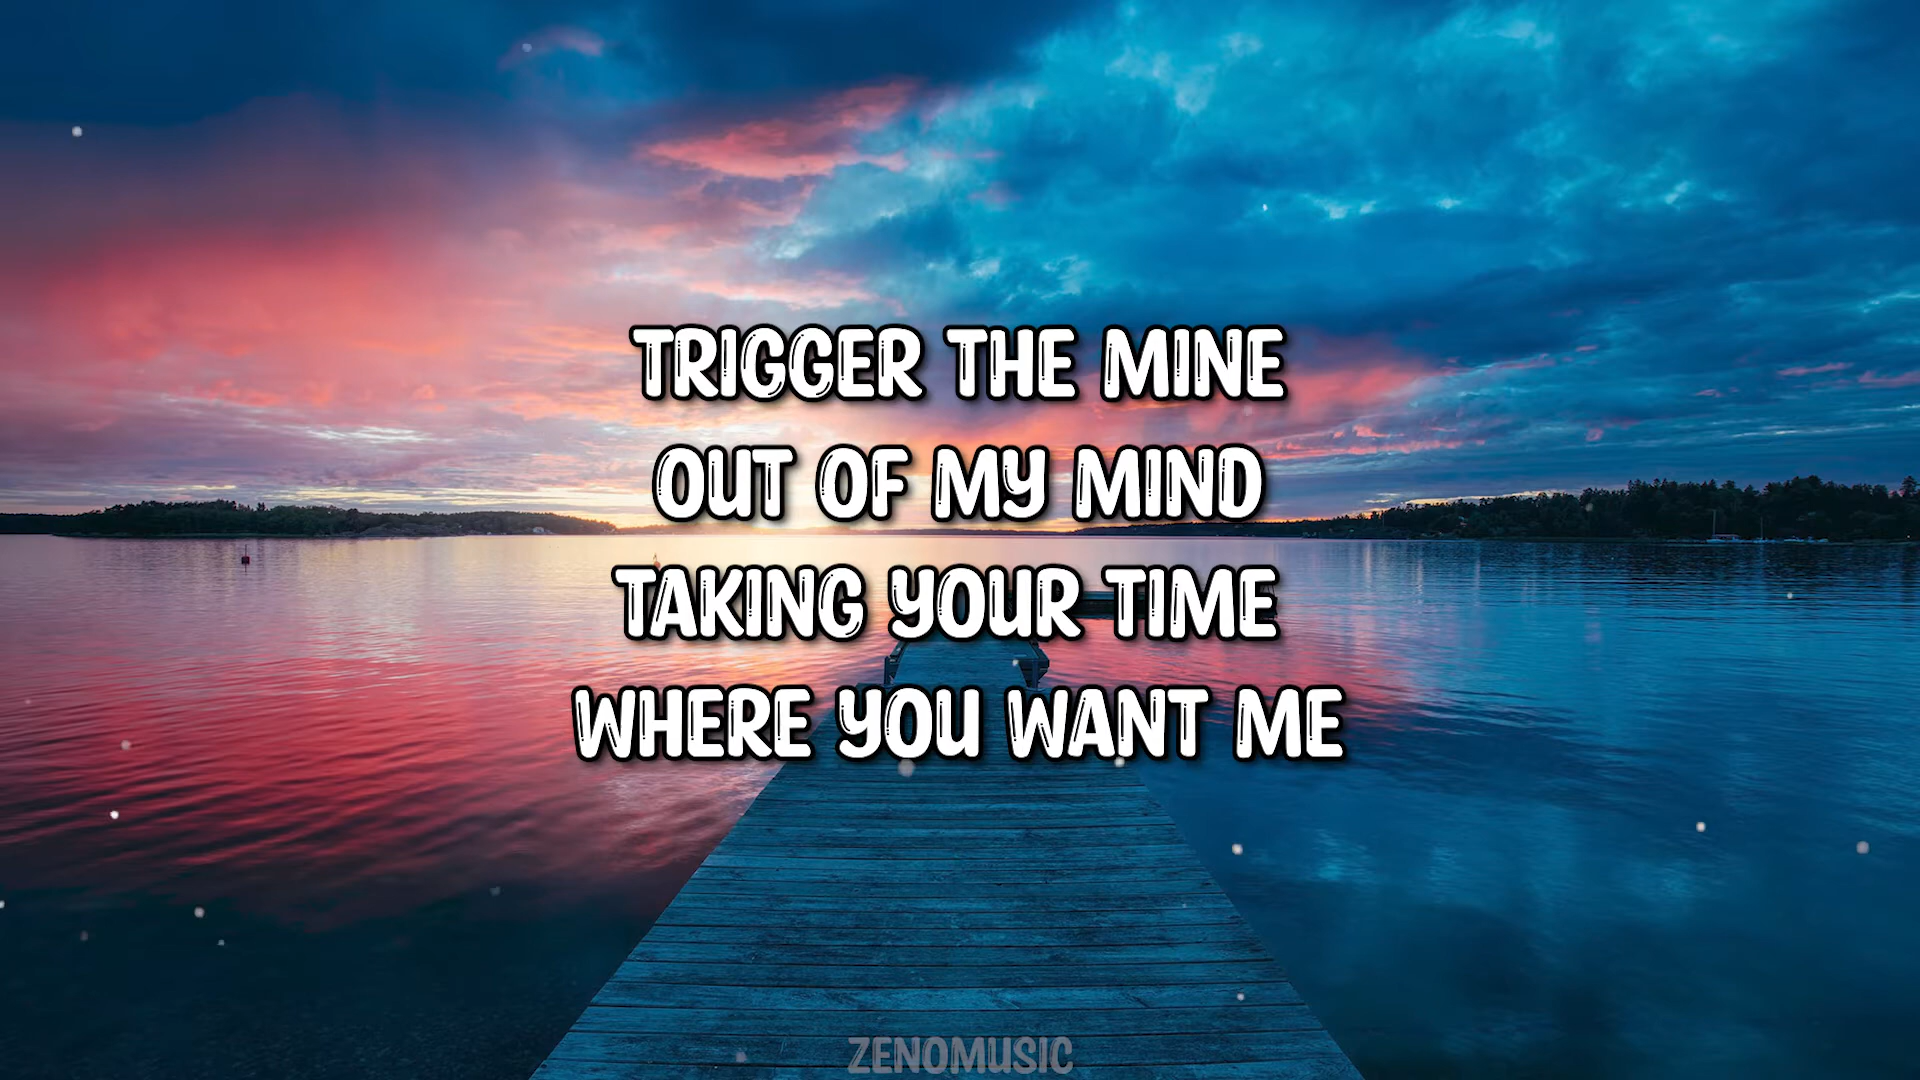 TRIGGER THE MINE
OUT OF MY MIND
TAKING YOUR TIME
WHERE YOU WANT ME
ZENOMUSIC